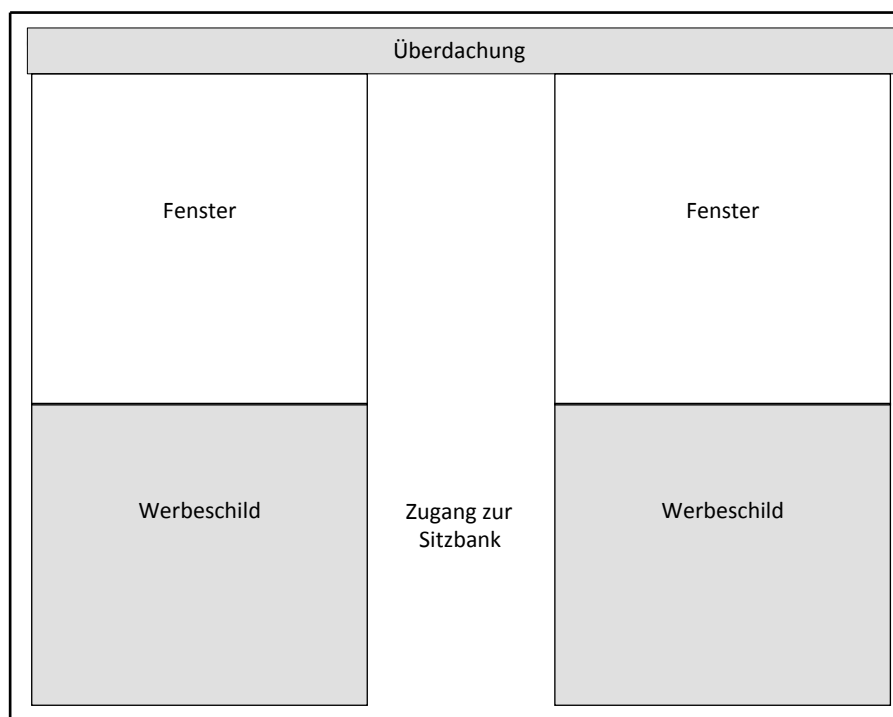 Überdachung
Fenster
Fenster
Werbeschild
Zugang zur
Sitzbank
Werbeschild